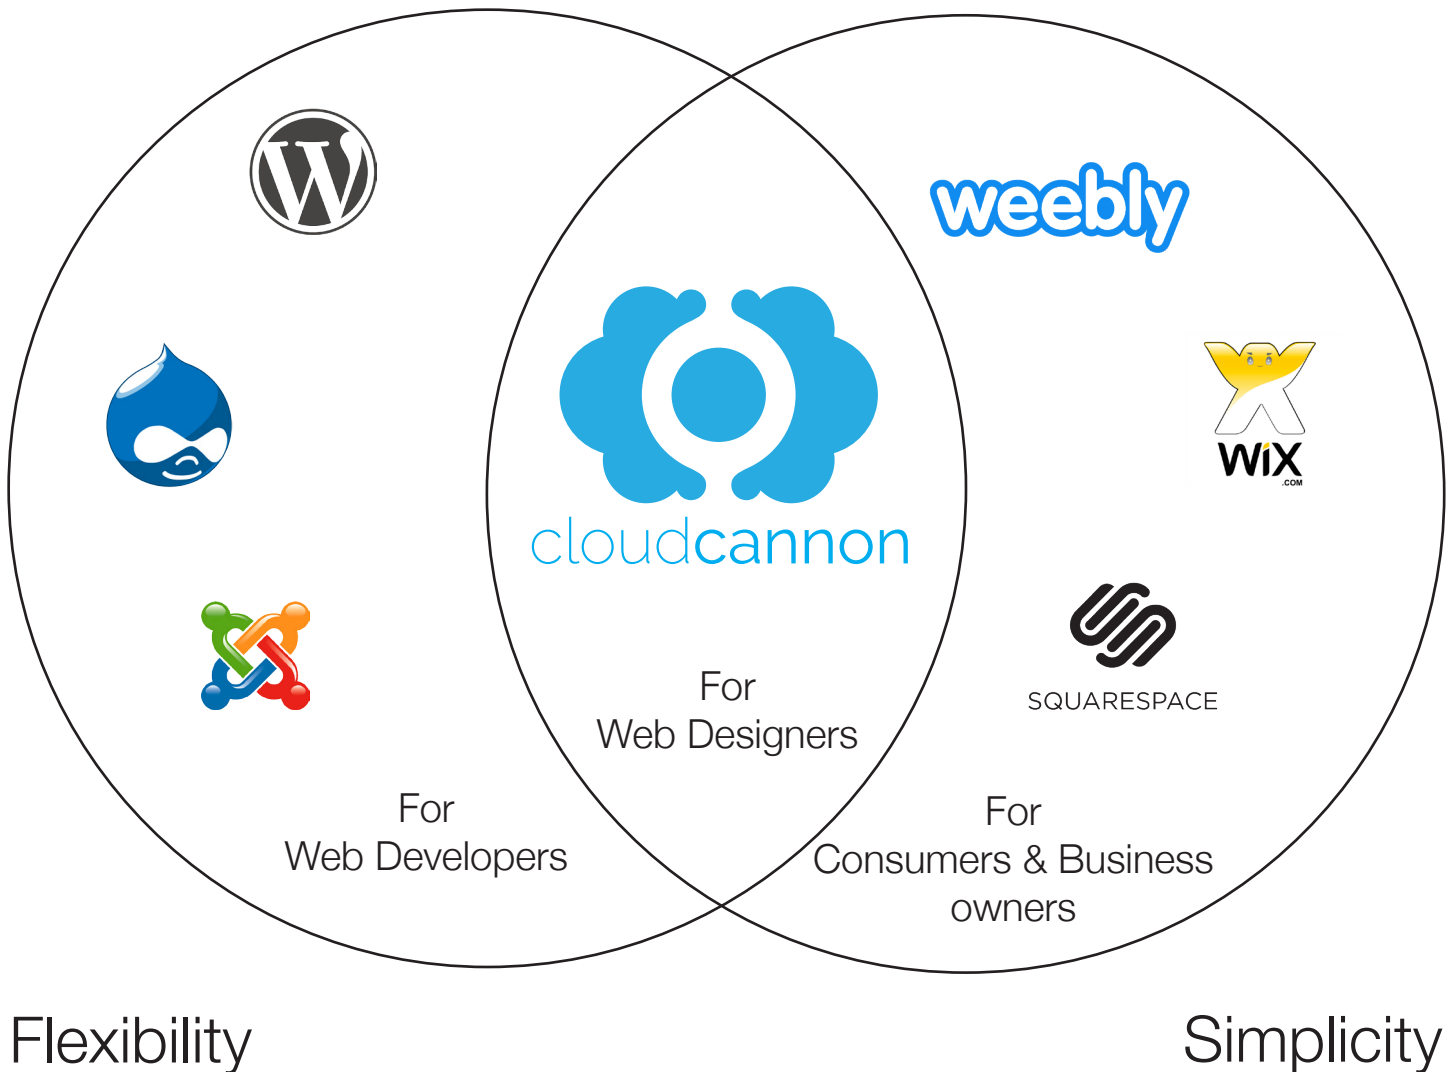 W
weebly
WiX
.COM
cloudcannon
SQUARESPACE
For
Web Designers
For
Web Developers
For
Consumers & Business
owners
Flexibility
Simplicity